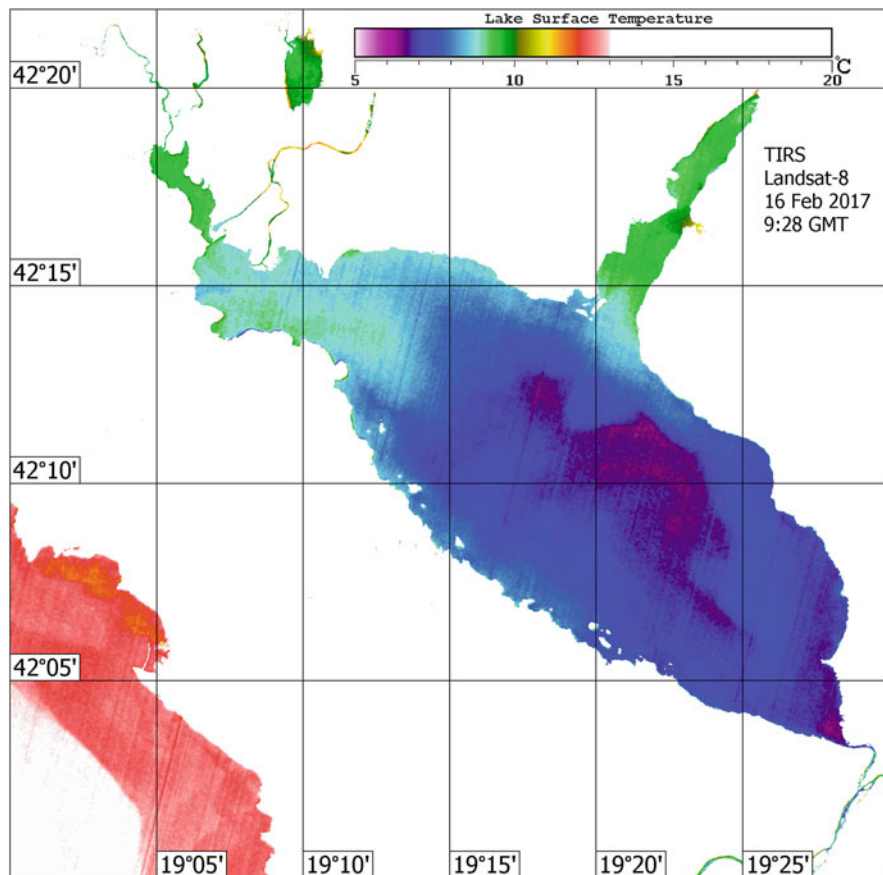 Lake Surface Temperature
5 10 15 20 °C
42°20'
TIRS
Landsat-8
16 Feb 2017
9:28 GMT
42°15'
42°10'
42°05'
19°05' 19°10' 19°15' 19°20' 19°25'